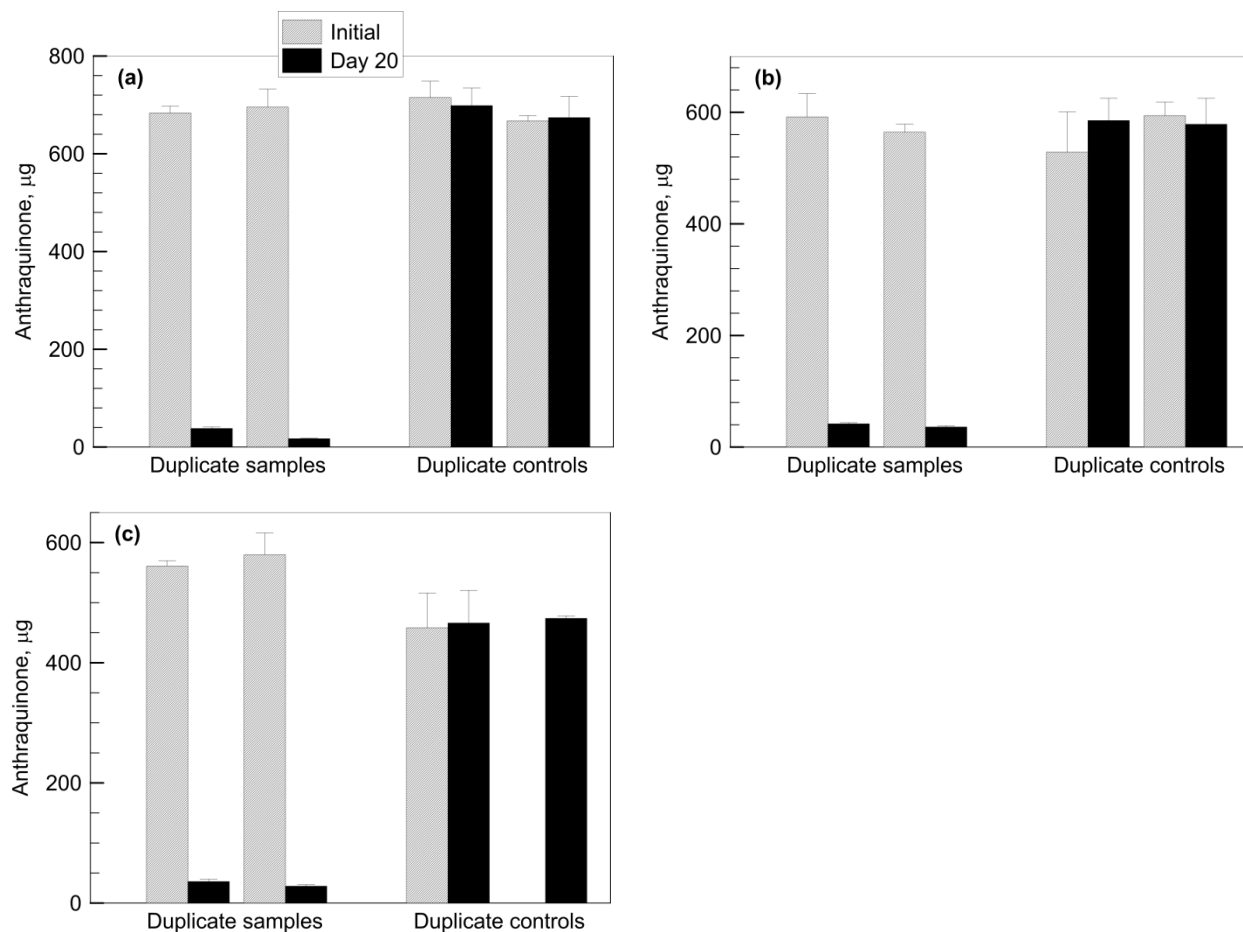 Initial
Day 20
(a)
800
600
400
200
0
Anthraquinone, μg
Duplicate samples
Duplicate controls
(b)
600
400
200
0
Anthraquinone, μg
Duplicate samples
Duplicate controls
(c)
600
400
200
0
Anthraquinone, μg
Duplicate samples
Duplicate controls